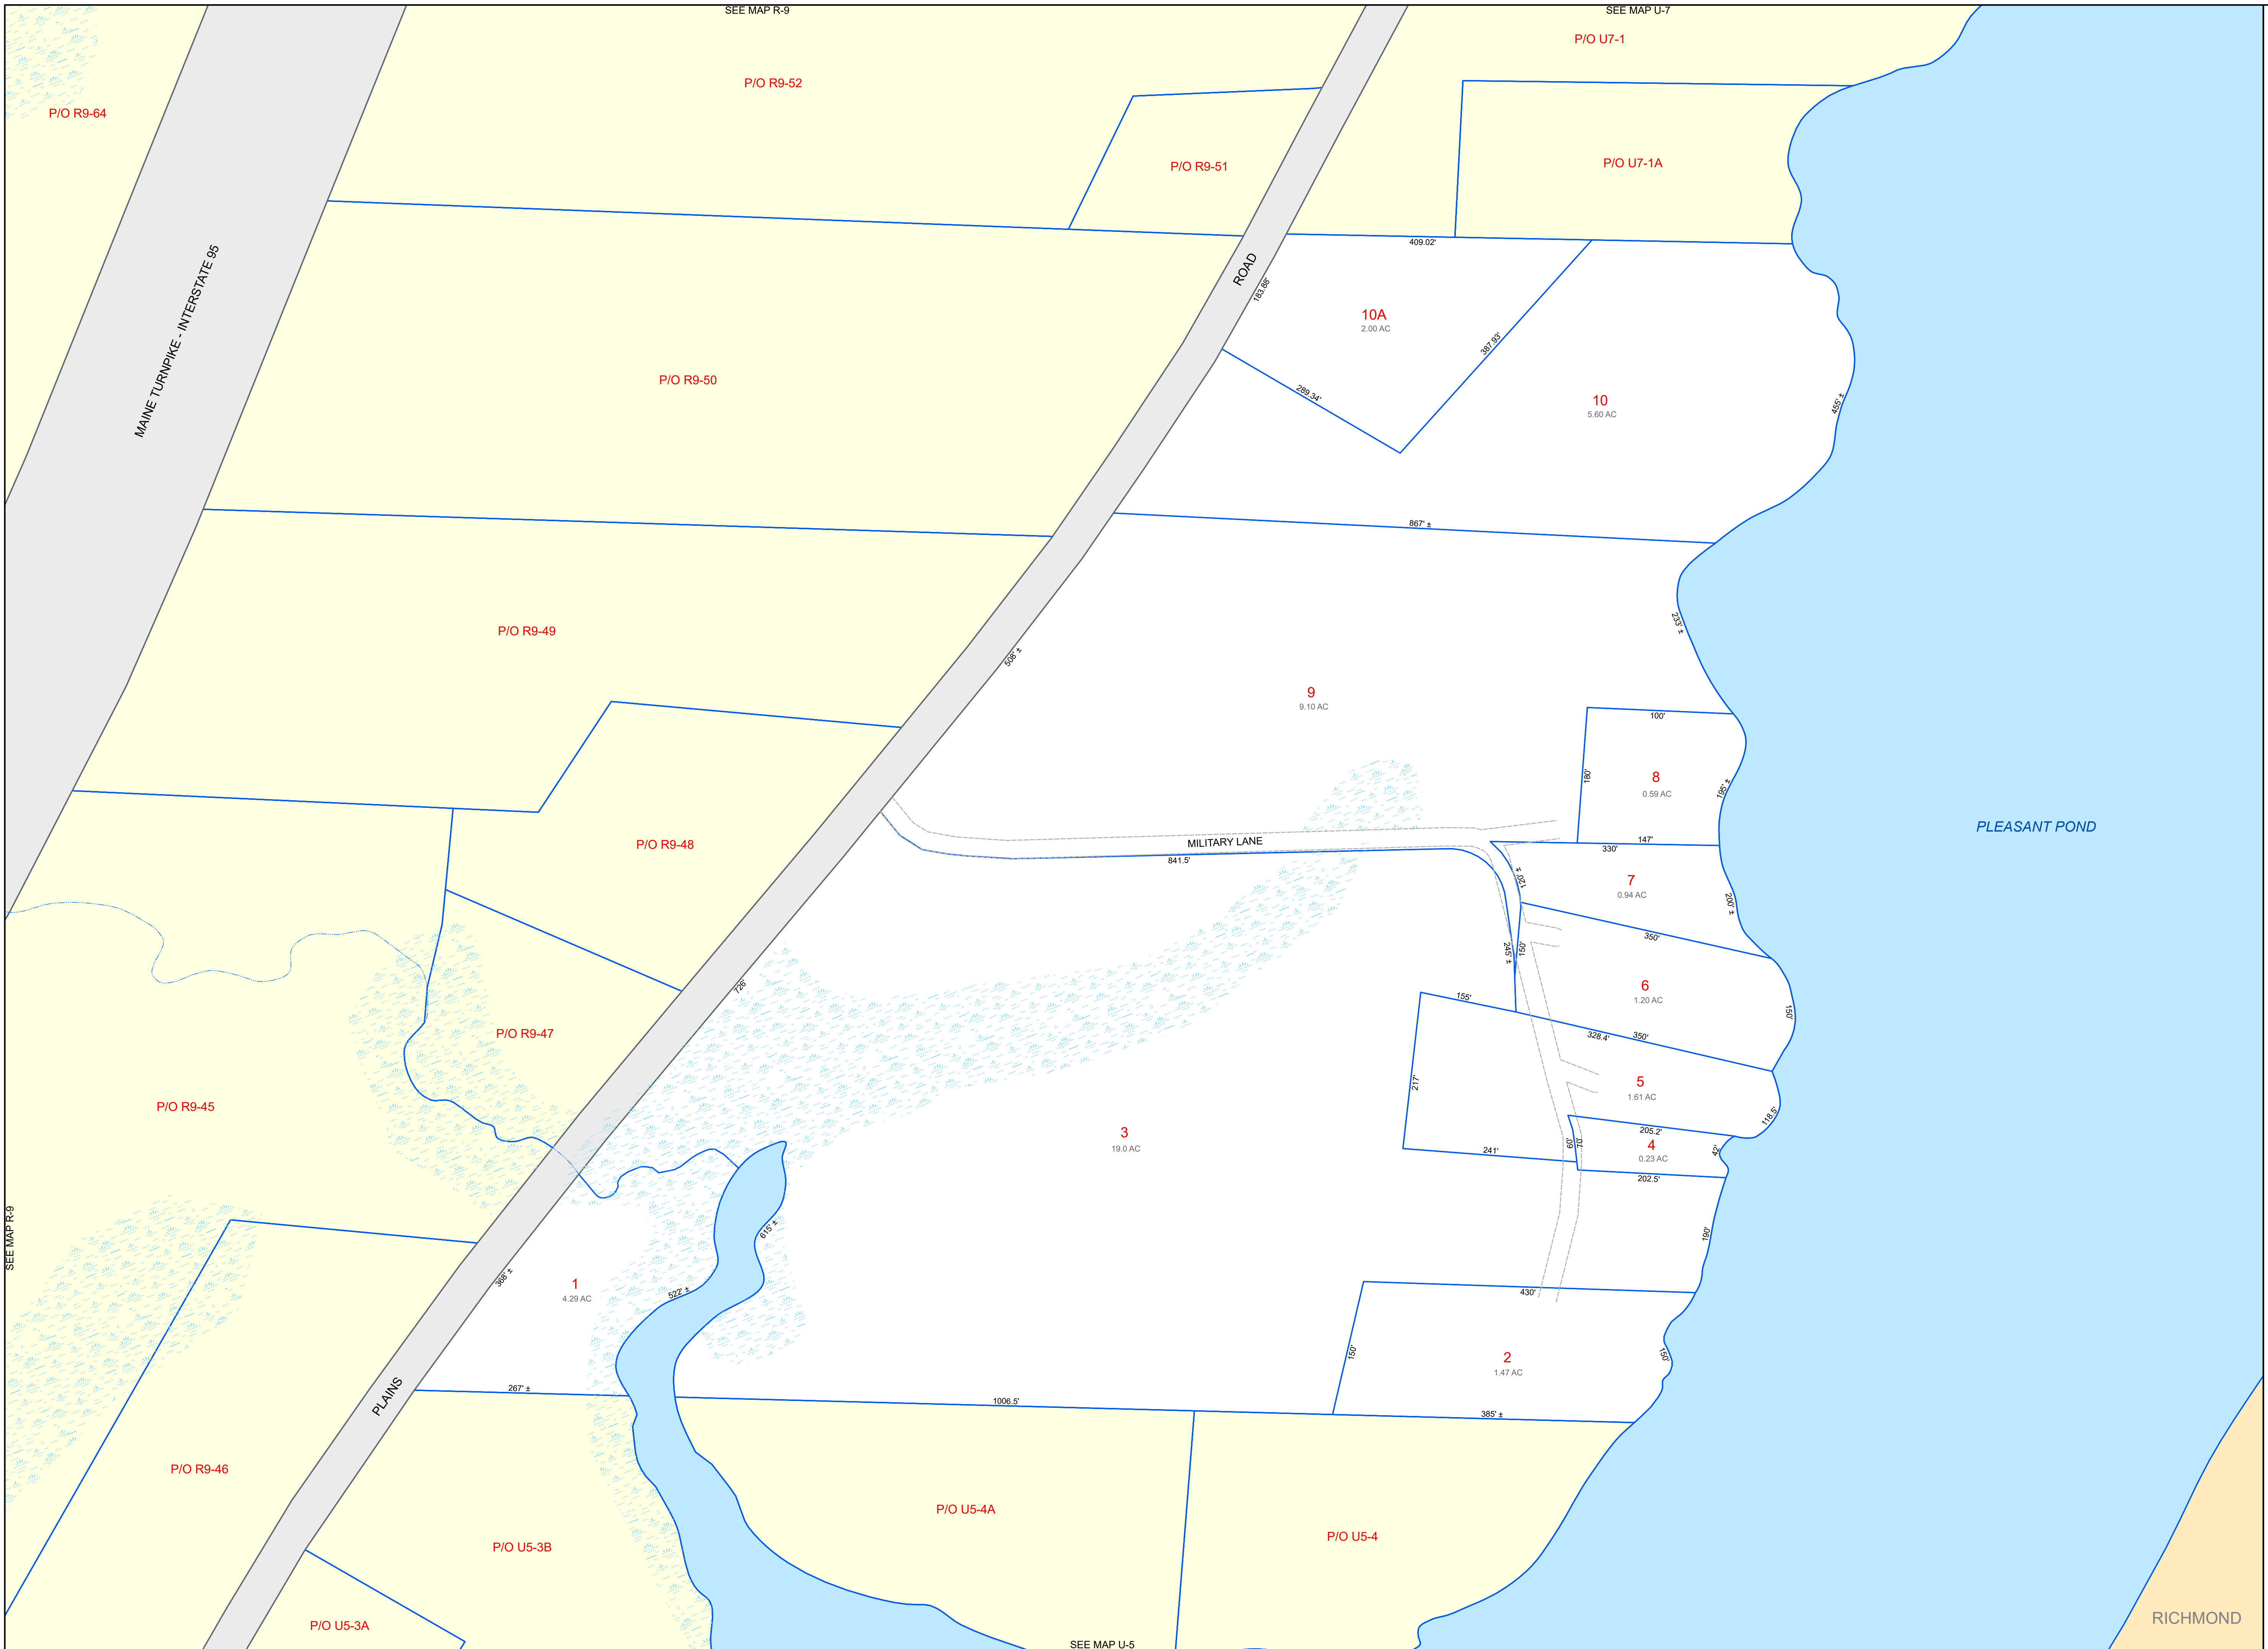 SEE MAP R-9
SEE MAP U-7
P/O U7-1
P/O R9-52
P/O R9-64
P/O R9-51
P/O U7-1A
409.02'
MAINE TURNPIKE - INTERSTATE 95
ROAD
183.88'
10A
2.00 AC
387.93'
P/O R9-50
289.34'
10
5.60 AC
455' ±
867' ±
P/O R9-49
508' ±
233' ±
9
9.10 AC
100'
180'
8
0.59 AC
195' ±
PLEASANT POND
P/O R9-48
MILITARY LANE
841.5'
147'
330'
120' ±
7
0.94 AC
200' ±
350'
245' ±
150'
726'
6
1.20 AC
150'
155'
P/O R9-47
328.4'
350'
217'
5
1.61 AC
118.5'
P/O R9-45
3
19.0 AC
205.2'
60'
70'
4
0.23 AC
42'
241'
202.5'
SEE MAP R-9
615' ±
190'
368' ±
1
4.29 AC
522' ±
430'
150'
2
1.47 AC
150'
PLAINS
267' ±
1006.5'
385' ±
P/O R9-46
P/O U5-4A
P/O U5-4
P/O U5-3B
P/O U5-3A
RICHMOND
SEE MAP U-5